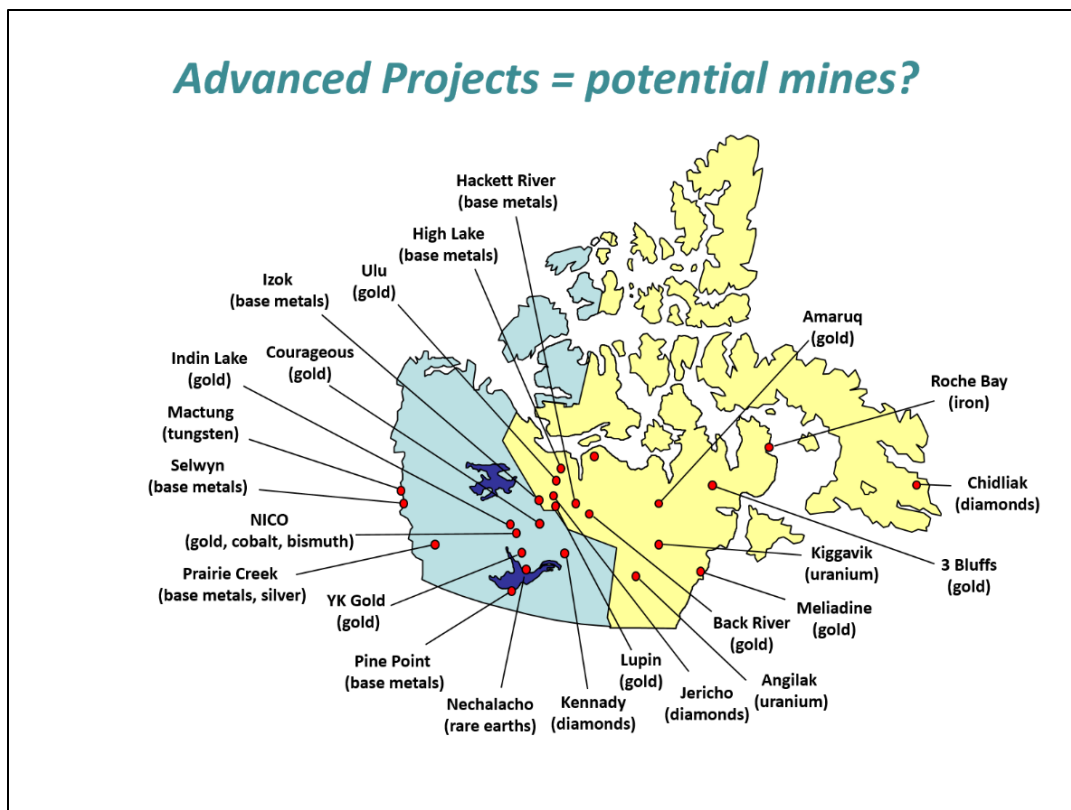 Advanced Projects = potential mines?
Hackett River
(base metals)
High Lake
(base metals)
Ulu
(gold)
Izok
(base metals)
Courageous
(gold)
Indin Lake
(gold)
Mactung
(tungsten)
Selwyn
(base metals)
NICO
(gold, cobalt, bismuth)
Prairie Creek
(base metals, silver)
YK Gold
(gold)
Pine Point
(base metals)
Nechalacho
(rare earths)
Kennady
(diamonds)
Lupin
(gold)
Jericho
(diamonds)
Angilak
(uranium)
Back River
(gold)
Meliadine
(gold)
Kiggavik
(uranium)
3 Bluffs
(gold)
Chidliak
(diamonds)
Roche Bay
(iron)
Amaruq
(gold)